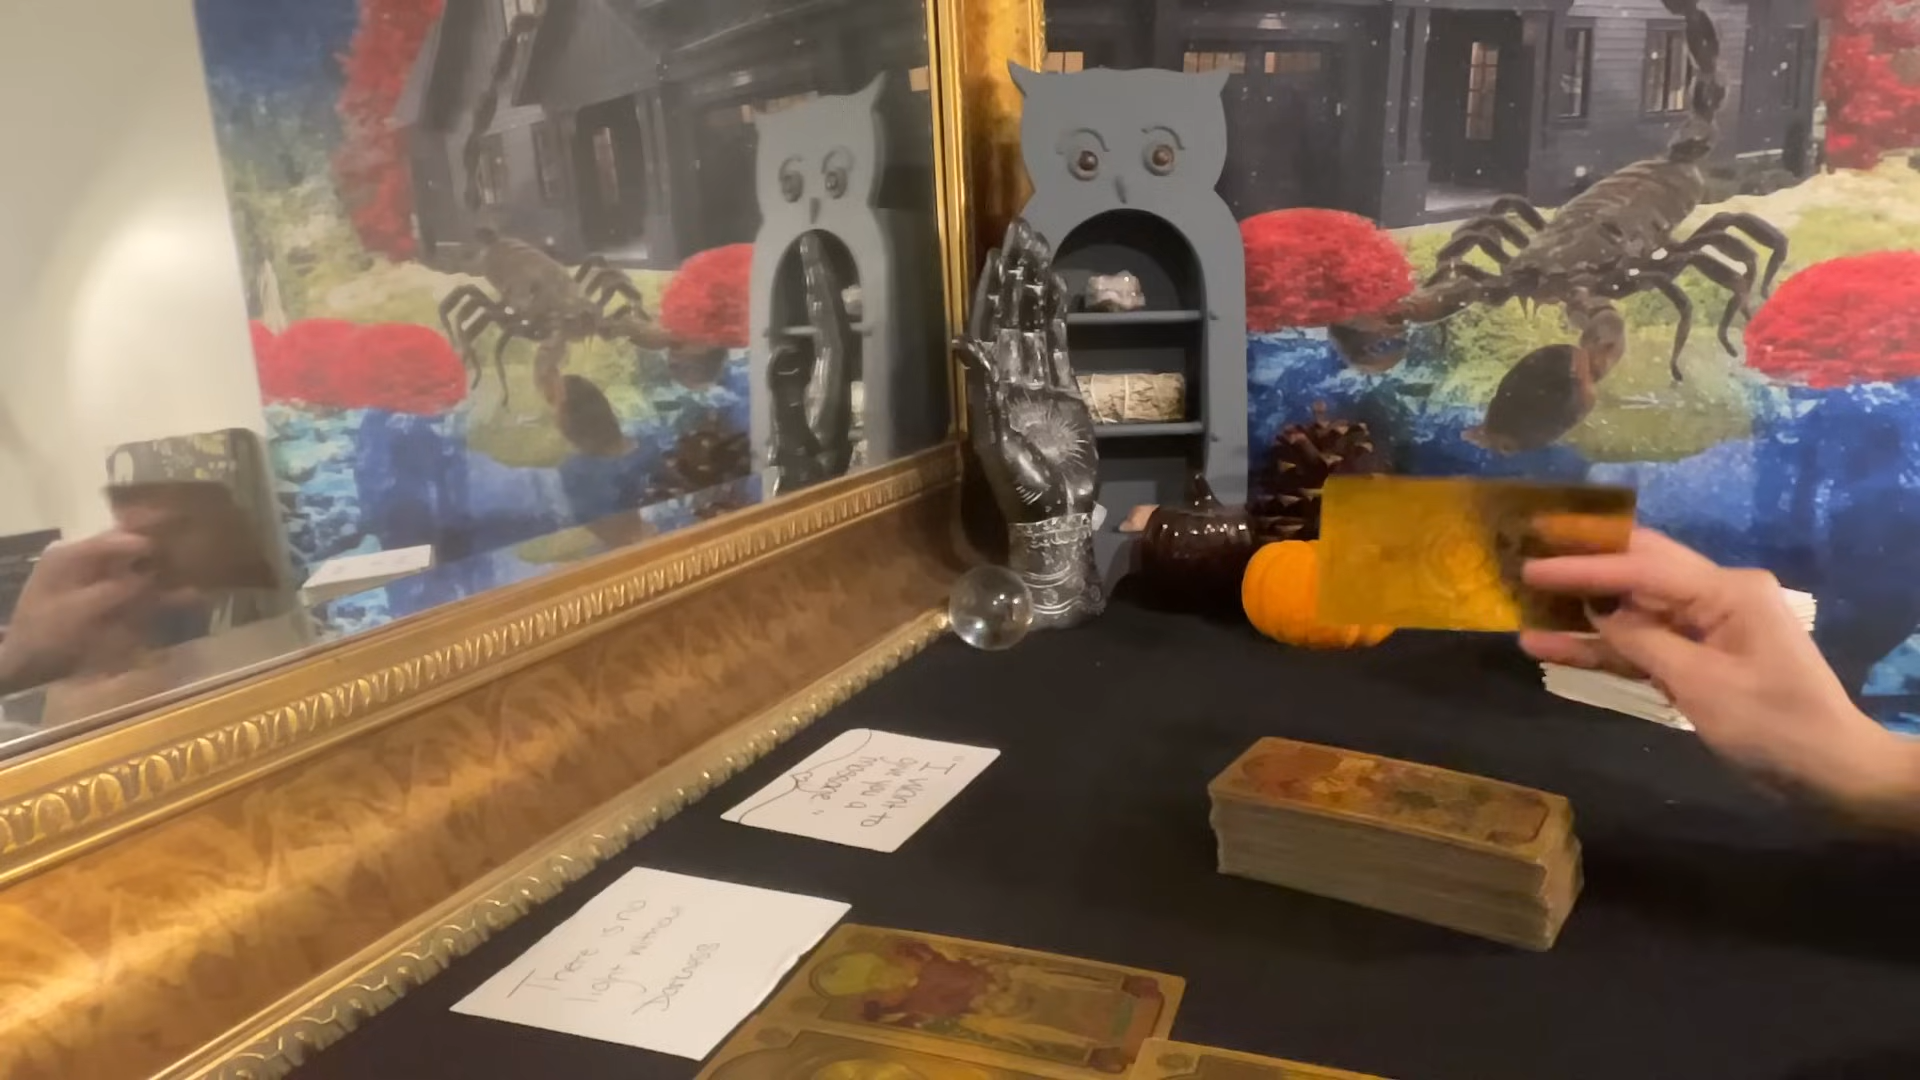 "I want to
give you a
message"
There is no
light without
Darkness